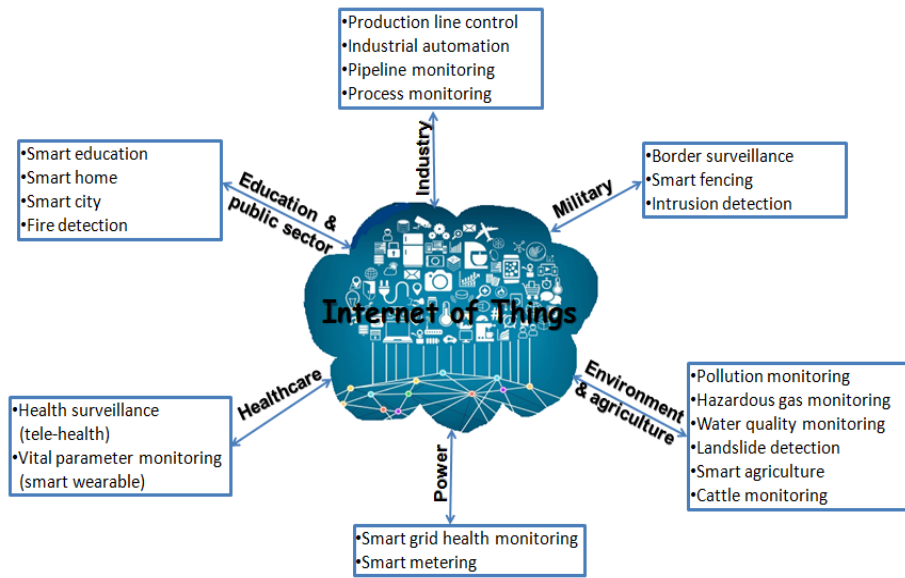 •Production line control
•Industrial automation
•Pipeline monitoring
•Process monitoring
Industry
•Smart education
•Smart home
•Smart city
•Fire detection
Education &
public sector
•Border surveillance
•Smart fencing
•Intrusion detection
Military
Internet of Things
Healthcare
•Health surveillance
(tele-health)
•Vital parameter monitoring
(smart wearable)
Environment
& agriculture
•Pollution monitoring
•Hazardous gas monitoring
•Water quality monitoring
•Landslide detection
•Smart agriculture
•Cattle monitoring
Power
•Smart grid health monitoring
•Smart metering